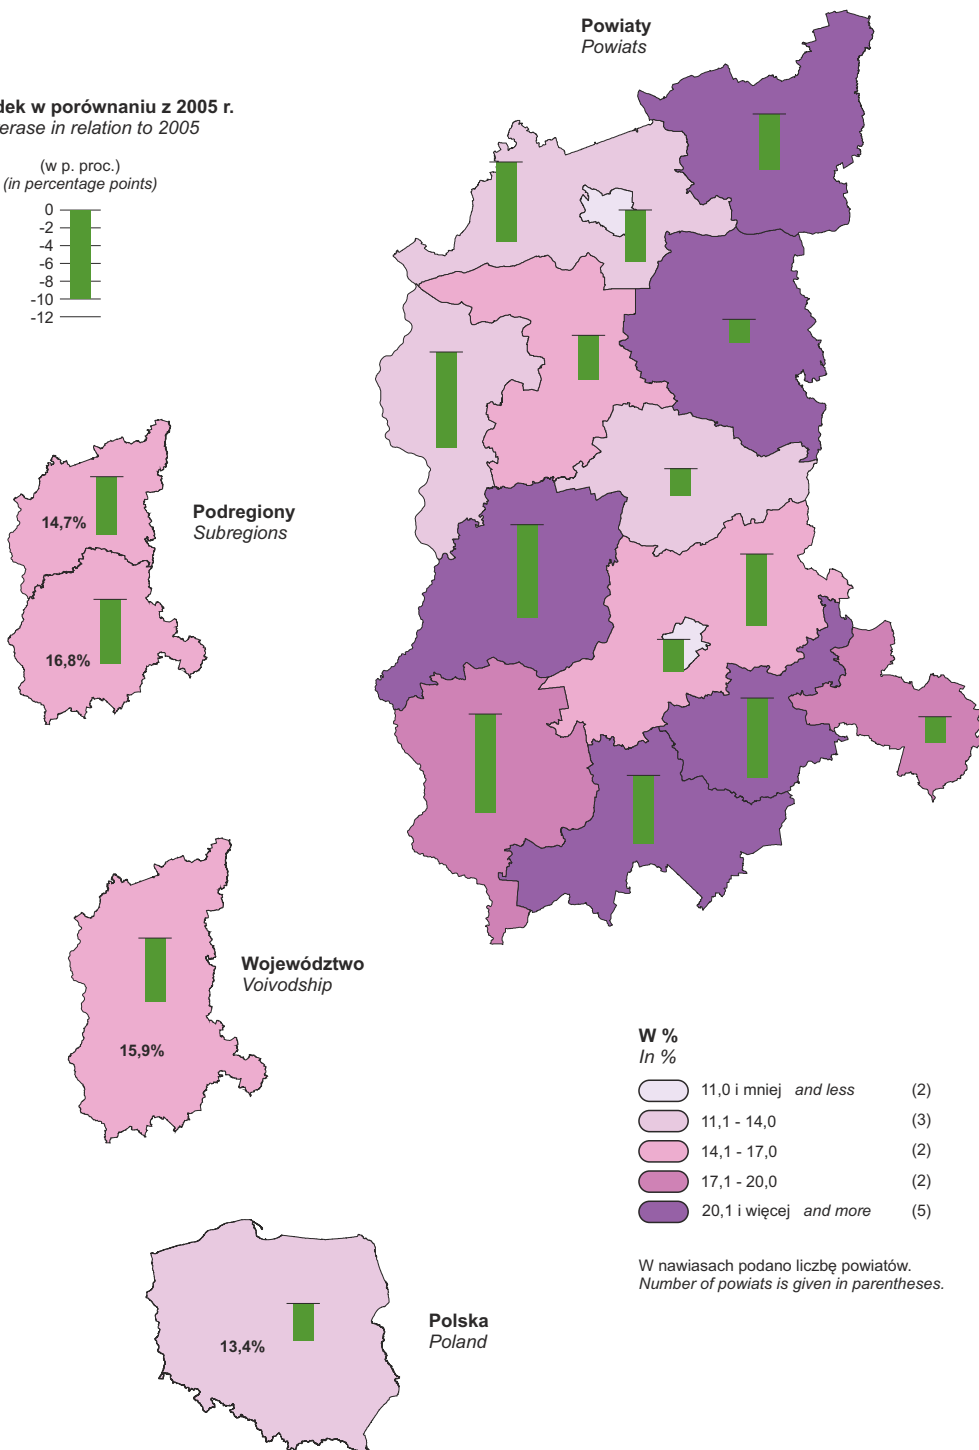 Powiaty
Powiats
dek w porównaniu z 2005 r.
erase in relation to 2005
(w p. proc.)
(in percentage points)
0
-2
-4
-6
-8
-10
-12
14,7%
16,8%
Podregiony
Subregions
Województwo
Voivodship
15,9%
W %
In %
11,0 i mniej and less (2)
11,1 - 14,0 (3)
14,1 - 17,0 (2)
17,1 - 20,0 (2)
20,1 i więcej and more (5)
W nawiasach podano liczbę powiatów.
Number of powiats is given in parentheses.
Polska
Poland
13,4%